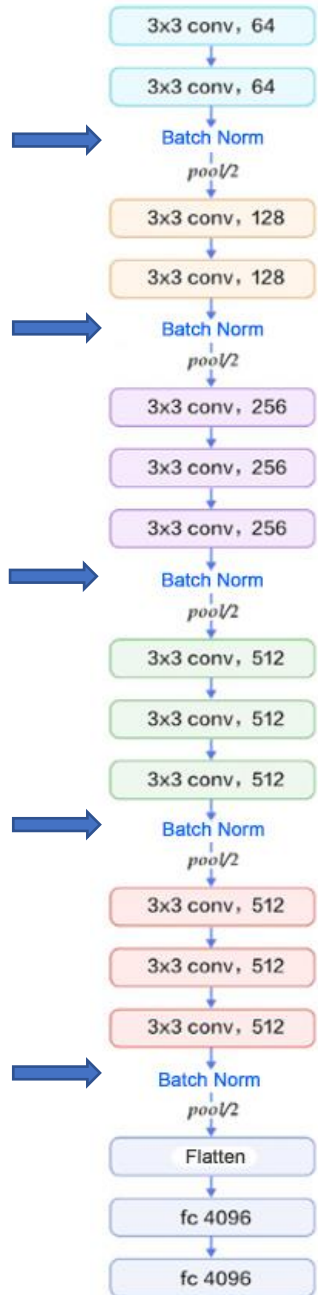 3x3 conv, 64
3x3 conv, 64
Batch Norm
pool/2
3x3 conv, 128
3x3 conv, 128
Batch Norm
pool/2
3x3 conv, 256
3x3 conv, 256
3x3 conv, 256
Batch Norm
pool/2
3x3 conv, 512
3x3 conv, 512
3x3 conv, 512
Batch Norm
pool/2
3x3 conv, 512
3x3 conv, 512
3x3 conv, 512
Batch Norm
pool/2
Flatten
fc 4096
fc 4096